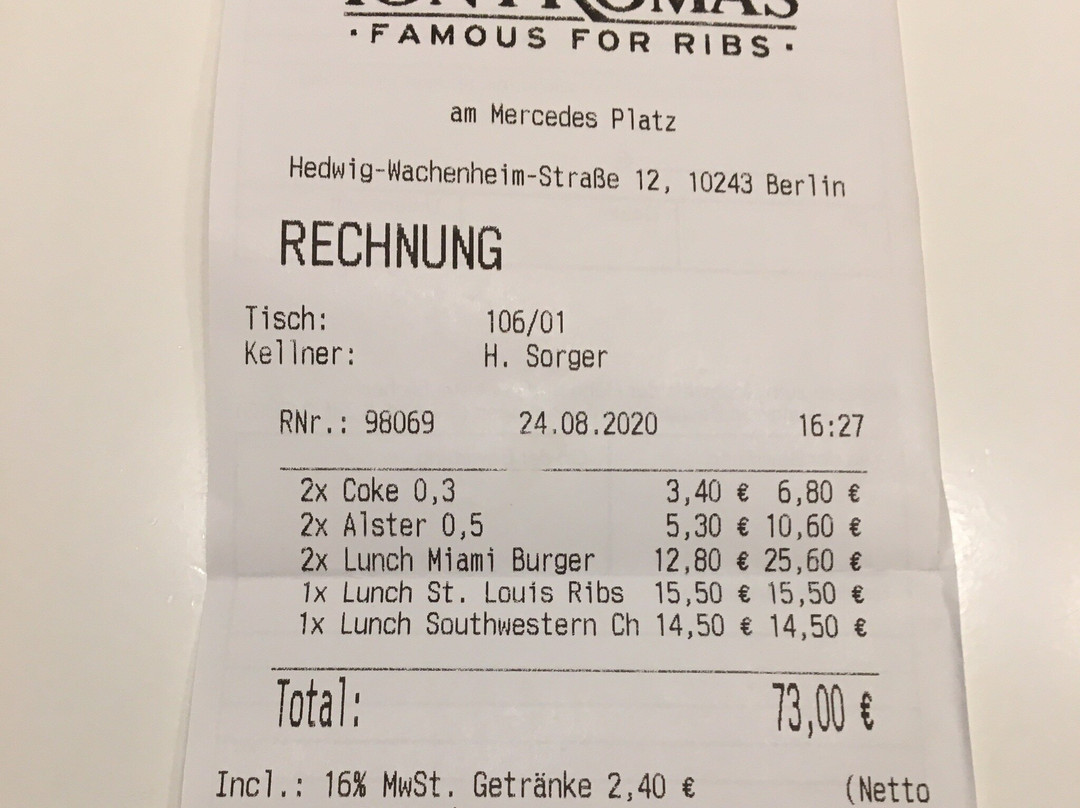 · FAMOUS FOR RIBS ·
am Mercedes Platz
Hedwig-Wachenheim-Straße 12, 10243 Berlin
RECHNUNG
Tisch: 106/01
Kellner: H. Sorger
RNr.: 98069 24.08.2020 16:27
2x Coke 0,3 3,40 € 6,80 €
2x Alster 0,5 5,30 € 10,60 €
2x Lunch Miami Burger 12,80 € 25,60 €
1x Lunch St. Louis Ribs 15,50 € 15,50 €
1x Lunch Southwestern Ch 14,50 € 14,50 €
Total: 73,00 €
Incl.: 16% MwSt. Getränke 2,40 € (Netto